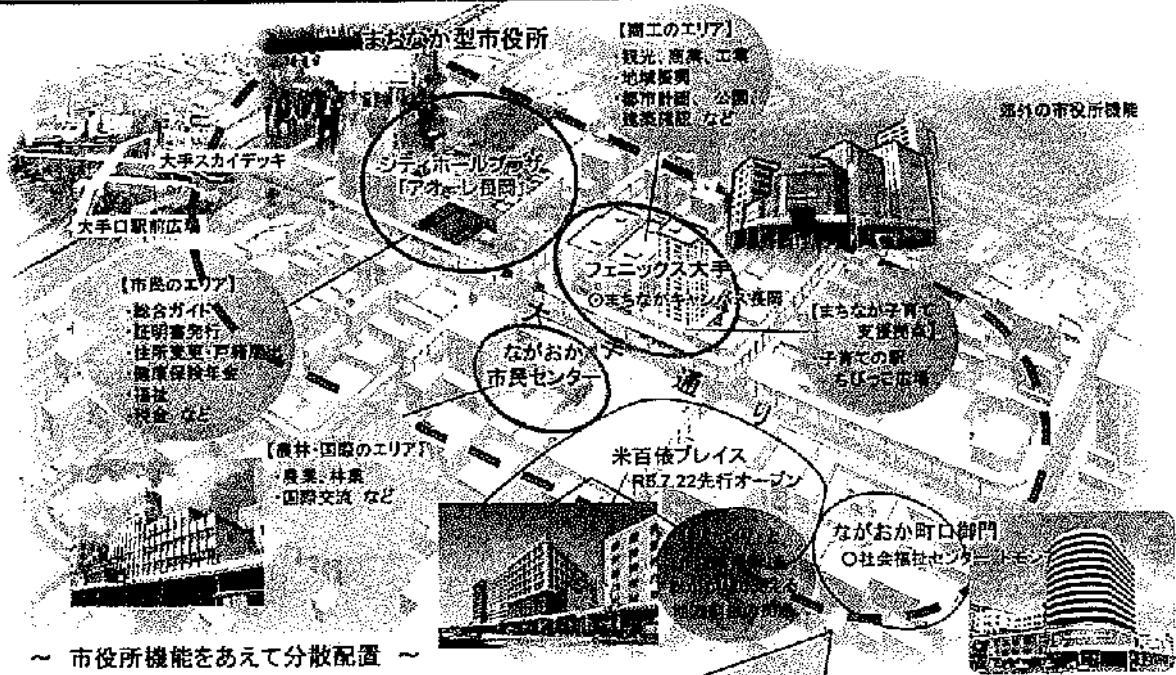 まちなか型市役所
【商工のエリア】
・観光、商業、工業
・地域振興
・都市計画、公園、
建築確認 など
郊外の市役所機能
大手スカイデッキ
シティホールプラザ
「アオーレ長岡」
大手口駅前広場
フェニックス大手
○まちなかキャンパス長岡
【市民のエリア】
・総合ガイド
・証明書発行
・住所変更・戸籍届出
・健康保険年金
・福祉
・税金 など
【まちなか子育て
支援拠点】
・子育ての駅
ちびっこ広場
大手通り
ながおか
市民センター
【農林・国際のエリア】
・農業、林業
・国際交流 など
米百俵プレイス
R5.7.22先行オープン
ながおか町口御門
○社会福祉センタートモシア
～ 市役所機能をあえて分散配置 ～